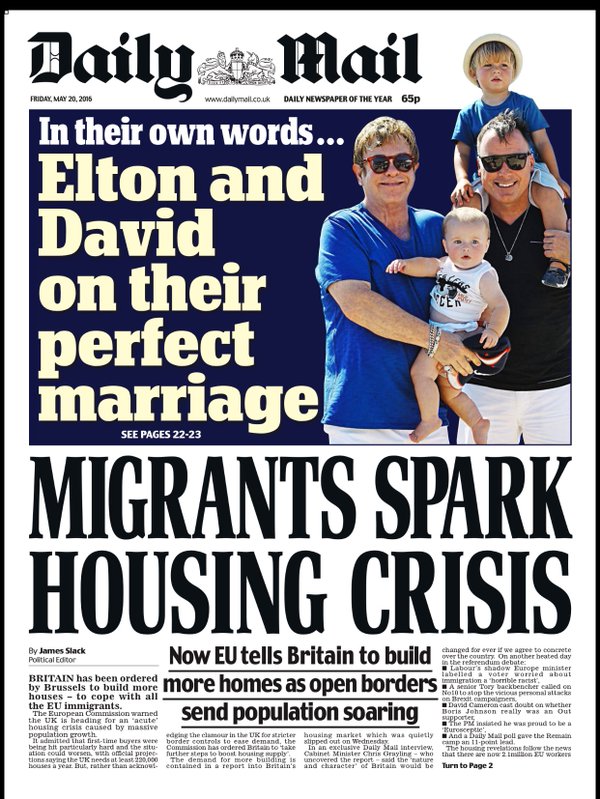 Daily Mail
FRIDAY, MAY 20, 2016
www.dailymail.co.uk
DAILY NEWSPAPER OF THE YEAR
65p
In their own words...
Elton and
David
on their
perfect
marriage
SEE PAGES 22-23
MIGRANTS SPARK
HOUSING CRISIS
By James Slack
Political Editor
BRITAIN has been ordered
by Brussels to build more
houses – to cope with all
the EU immigrants.
The European Commission warned
the UK is heading for an 'acute'
housing crisis caused by massive
population growth.
It admitted that first-time buyers were
being hit particularly hard and the situ-
ation could worsen, with official projec-
tions saying the UK needs at least 220,000
houses a year. But, rather than acknowl-
Now EU tells Britain to build
more homes as open borders
send population soaring
edging the clamour in the UK for stricter
border controls to ease demand, the
Commission has ordered Britain to 'take
further steps to boost housing supply'.
The demand for more building is
contained in a report into Britain's
housing market which was quietly
slipped out on Wednesday.
In an exclusive Daily Mail interview,
Cabinet Minister Chris Grayling – who
uncovered the report – said the 'nature
and character' of Britain would be
changed for ever if we agree to concrete
over the country. On another heated day
in the referendum debate:
■ Labour's shadow Europe minister
labelled a voter worried about
immigration a 'horrible racist',
■ A senior Tory backbencher called on
No10 to stop the vicious personal attacks
on Brexit campaigners,
■ David Cameron cast doubt on whether
Boris Johnson really was an Out
supporter,
■ The PM insisted he was proud to be a
'Eurosceptic',
■ And a Daily Mail poll gave the Remain
camp an 11-point lead.
The housing revelations follow the news
that there are now 2.1million EU workers
Turn to Page 2